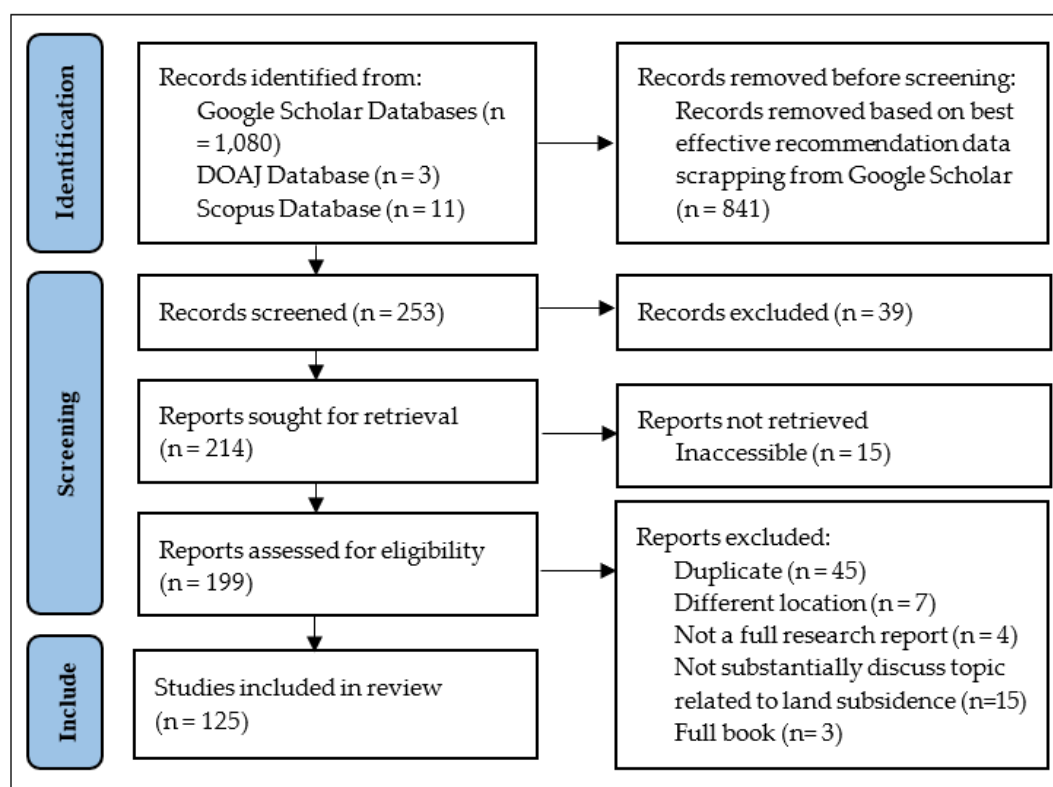 Identification
Records identified from:
Google Scholar Databases (n
= 1,080)
DOAJ Database (n = 3)
Scopus Database (n = 11)
Records removed before screening:
Records removed based on best
effective recommendation data
scrapping from Google Scholar
(n = 841)
Screening
Records screened (n = 253)
Records excluded (n = 39)
Reports sought for retrieval
(n = 214)
Reports not retrieved
Inaccessible (n = 15)
Reports assessed for eligibility
(n = 199)
Reports excluded:
Duplicate (n = 45)
Different location (n = 7)
Not a full research report (n = 4)
Not substantially discuss topic
related to land subsidence (n=15)
Full book (n= 3)
Include
Studies included in review
(n = 125)